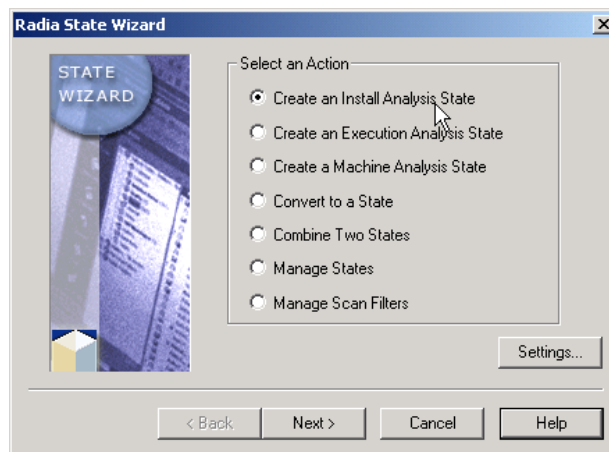 Radia State Wizard
STATE
WIZARD
Select an Action
Create an Install Analysis State
Create an Execution Analysis State
Create a Machine Analysis State
Convert to a State
Combine Two States
Manage States
Manage Scan Filters
Settings...
< Back
Next >
Cancel
Help